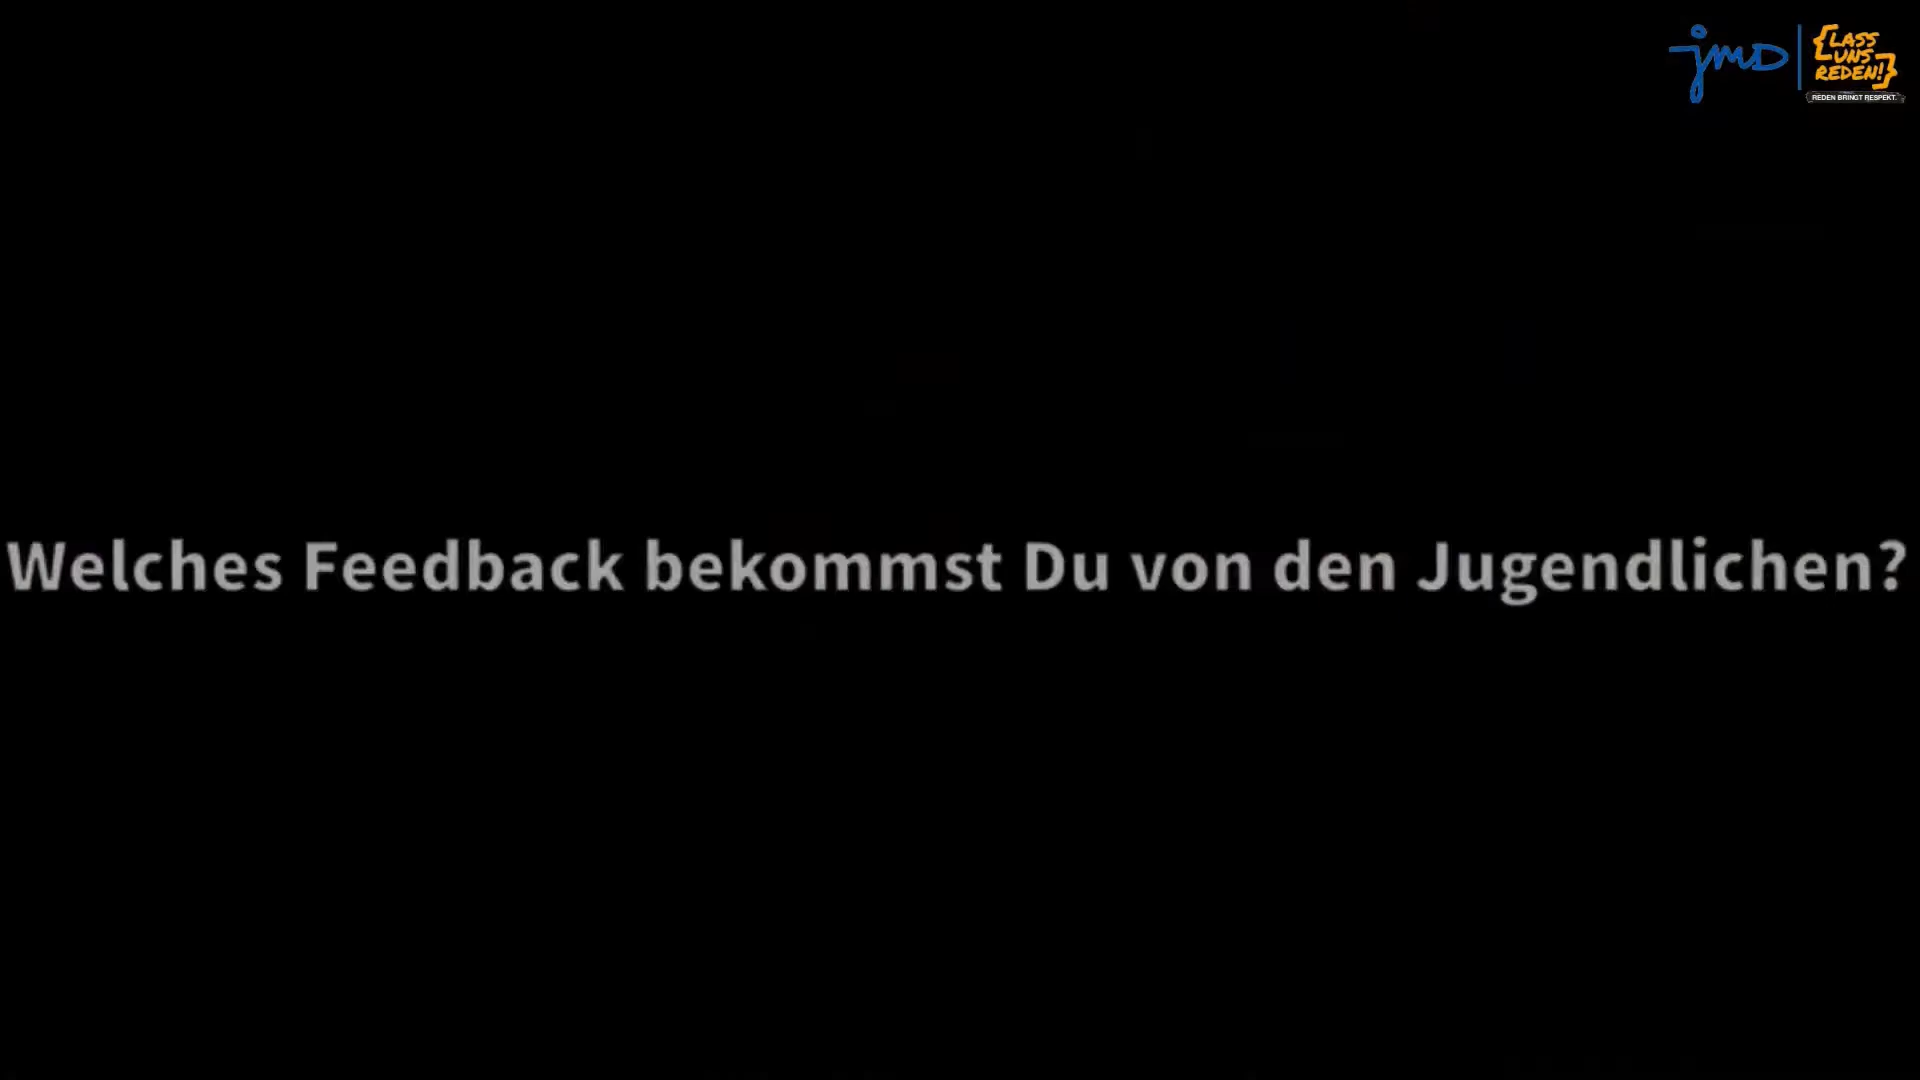 jmD
{LASS
UNS
REDEN!}
REDEN BRINGT RESPEKT.
Welches Feedback bekommst Du von den Jugendlichen?